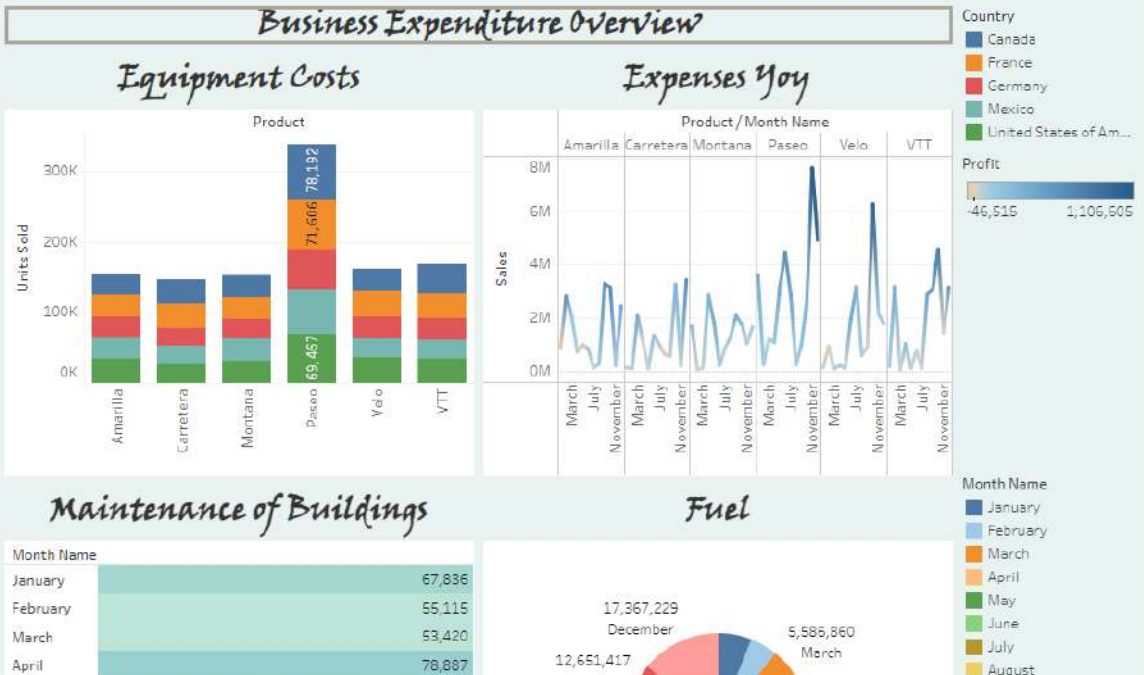 Business Expenditure Overview
Equipment Costs
Product
Units Sold
300K
200K
100K
0K
78,192
71,606
69,467
Amarilla
Carretera
Montana
Paseo
Velo
VTT
Expenses Yoy
Product/Month Name
Amarilla Carretera Montana Paseo Velo VTT
Sales
8M
6M
4M
2M
0M
March July November March July November March July November March July November March July November March July November
Country
Canada
France
Germany
Mexico
United States of Am...
Profit
-46,515 1,106,605
Maintenance of Buildings
Month Name
January 67,836
February 55,115
March 53,420
April 78,887
Fuel
17,367,229
December
5,586,860
March
12,651,417
Month Name
January
February
March
April
May
June
July
August